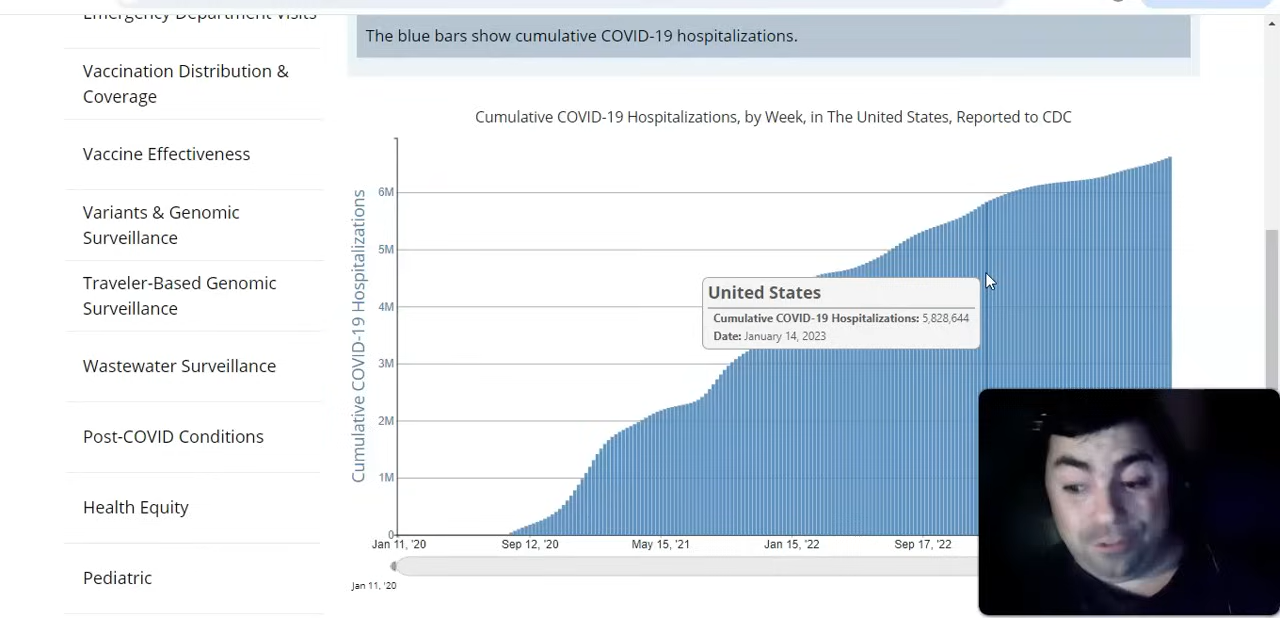 Emergency Department Visits
Vaccination Distribution &
Coverage
Vaccine Effectiveness
Variants & Genomic
Surveillance
Traveler-Based Genomic
Surveillance
Wastewater Surveillance
Post-COVID Conditions
Health Equity
Pediatric
The blue bars show cumulative COVID-19 hospitalizations.
Cumulative COVID-19 Hospitalizations, by Week, in The United States, Reported to CDC
Cumulative COVID-19 Hospitalizations
6M
5M
4M
3M
2M
1M
0
United States
Cumulative COVID-19 Hospitalizations: 5,828,644
Date: January 14, 2023
Jan 11, '20
Sep 12, '20
May 15, '21
Jan 15, '22
Sep 17, '22
Jan 11, '20